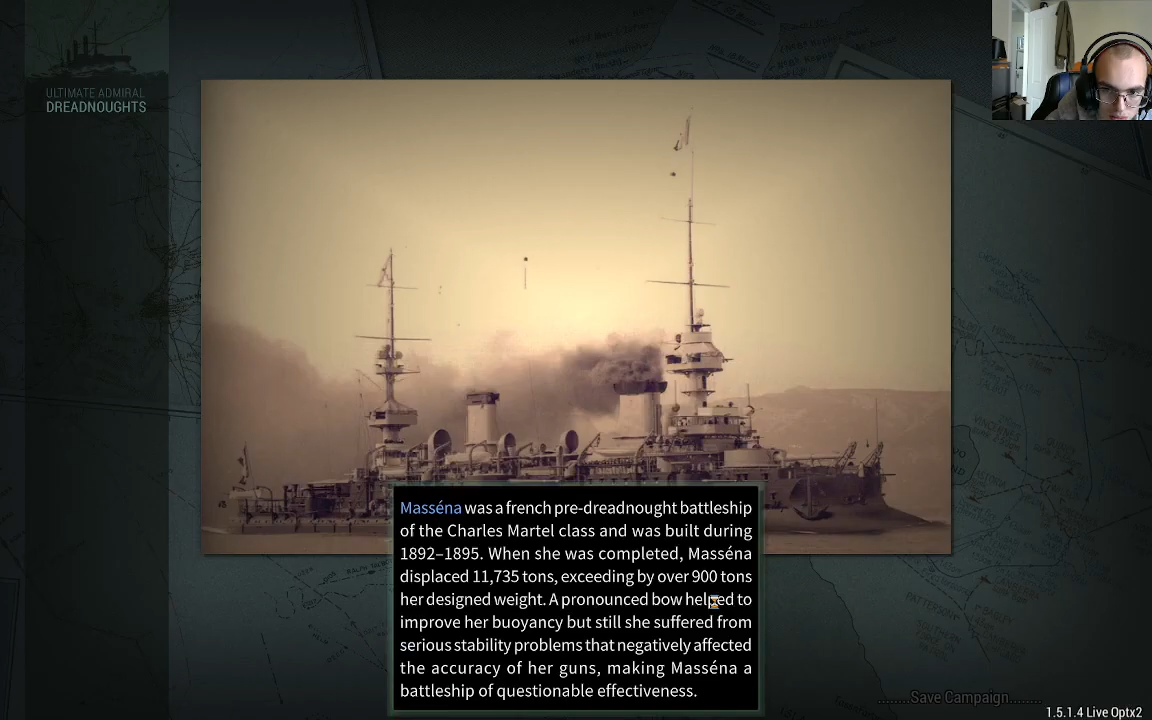 ULTIMATE ADMIRAL
DREADNOUGHTS
Masséna was a french pre-dreadnought battleship
of the Charles Martel class and was built during
1892–1895. When she was completed, Masséna
displaced 11,735 tons, exceeding by over 900 tons
her designed weight. A pronounced bow helped to
improve her buoyancy but still she suffered from
serious stability problems that negatively affected
the accuracy of her guns, making Masséna a
battleship of questionable effectiveness.
........Save Campaign........
1.5.1.4 Live Optx2